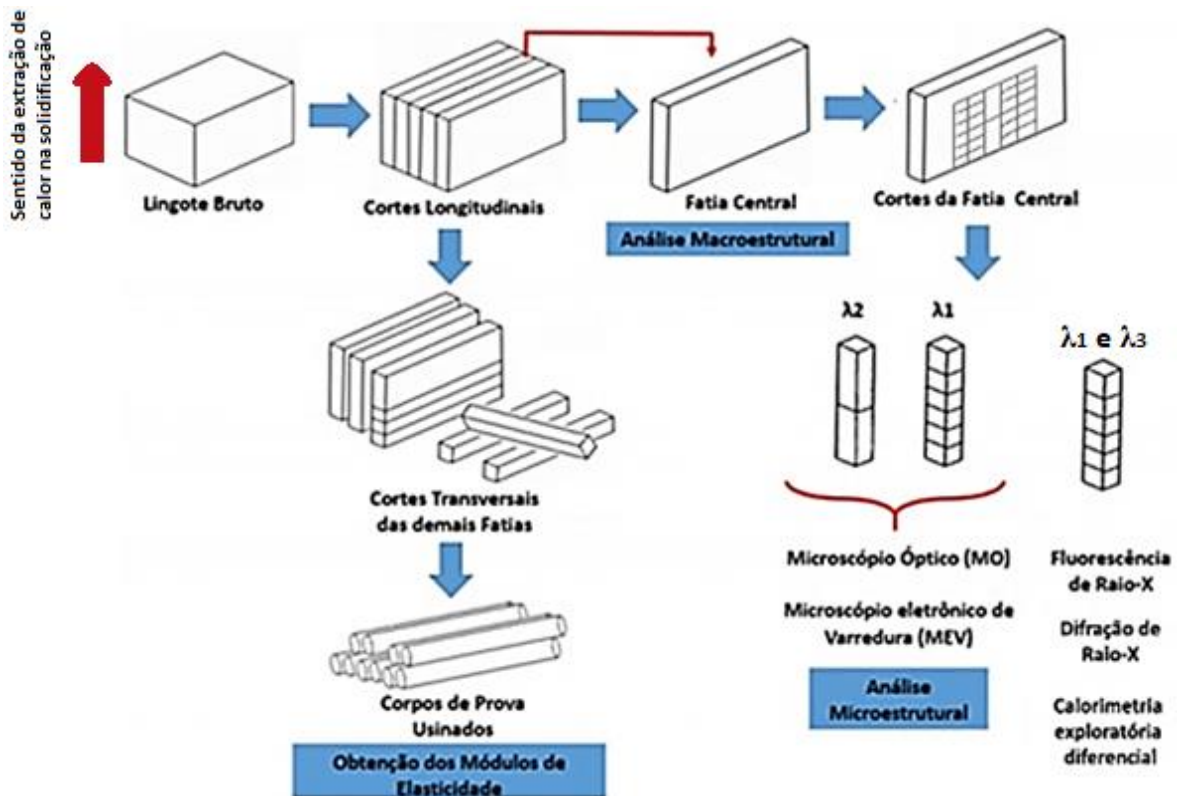 Sentido da extração de
calor na solidificação
Lingote Bruto
Cortes Longitudinais
Fatia Central
Cortes da Fatia Central
Análise Macroestrutural
λ2
λ1
λ1 e λ3
Cortes Transversais
das demais Fatias
Microscópio Óptico (MO)
Microscópio eletrônico de
Varredura (MEV)
Análise
Microestrutural
Fluorescência
de Raio-X
Difração de
Raio-X
Calorimetria
exploratória
diferencial
Corpos de Prova
Usinados
Obtenção dos Módulos de
Elasticidade